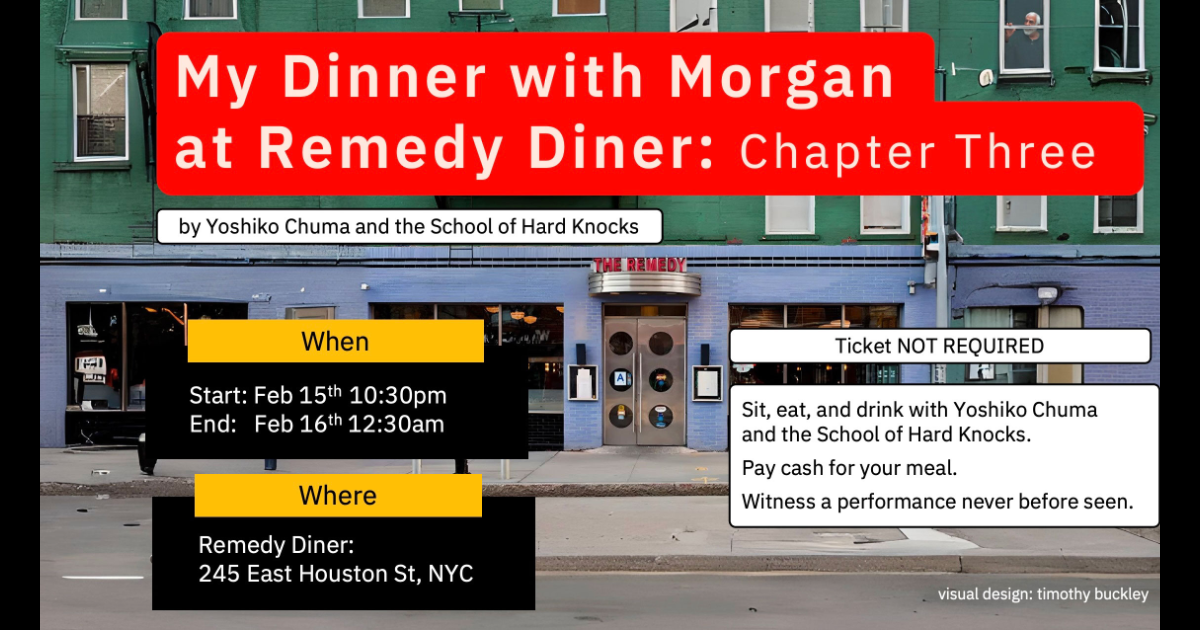 My Dinner with Morgan
at Remedy Diner: Chapter Three
by Yoshiko Chuma and the School of Hard Knocks
THE REMEDY
When
Start: Feb 15th 10:30pm
End: Feb 16th 12:30am
A
Ticket NOT REQUIRED
Sit, eat, and drink with Yoshiko Chuma
and the School of Hard Knocks.
Pay cash for your meal.
Witness a performance never before seen.
Where
Remedy Diner:
245 East Houston St, NYC
visual design: timothy buckley